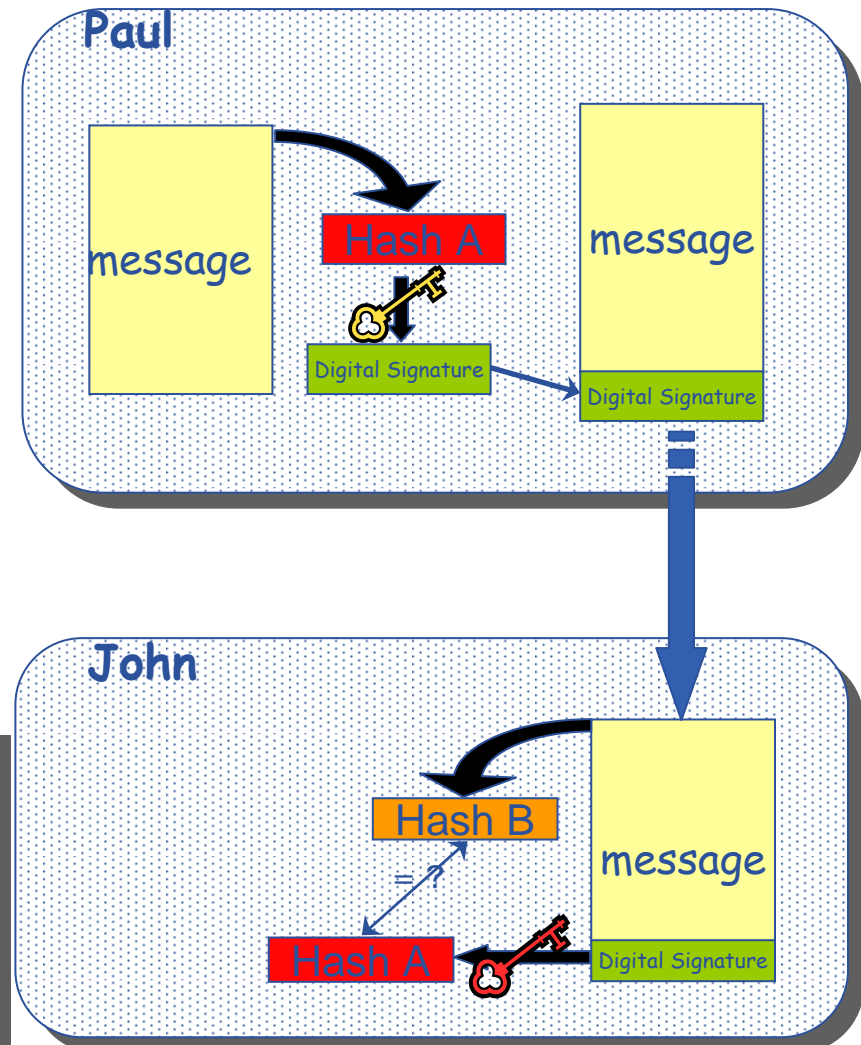 Paul
message
Hash A
message
Digital Signature
Digital Signature
John
Hash B
message
= ?
Hash A
Digital Signature